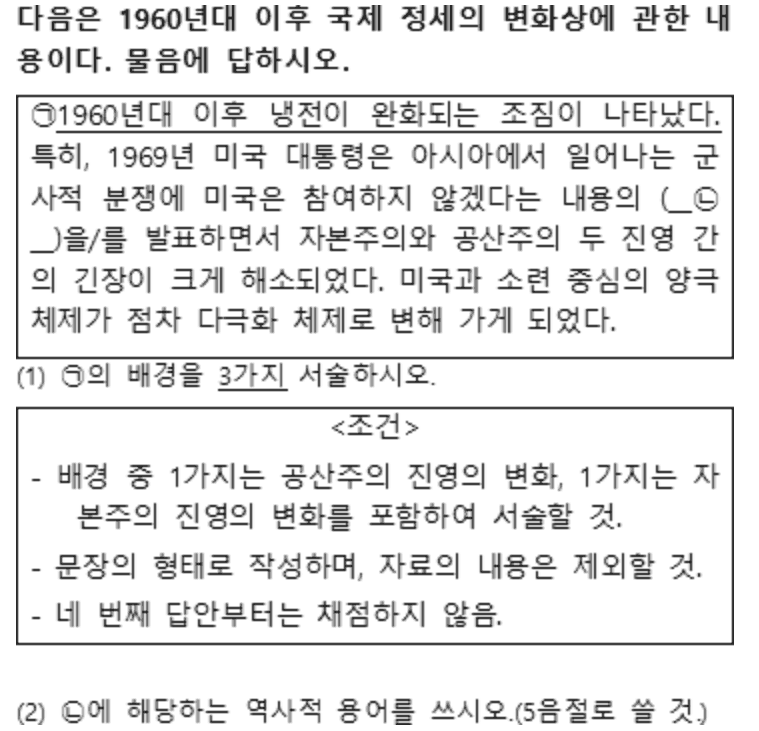 다음은 1960년대 이후 국제 정세의 변화상에 관한 내
용이다. 물음에 답하시오.
㉠1960년대 이후 냉전이 완화되는 조짐이 나타났다.
특히, 1969년 미국 대통령은 아시아에서 일어나는 군
사적 분쟁에 미국은 참여하지 않겠다는 내용의 (_㉡
_)을/를 발표하면서 자본주의와 공산주의 두 진영 간
의 긴장이 크게 해소되었다. 미국과 소련 중심의 양극
체제가 점차 다극화 체제로 변해 가게 되었다.
(1) ㉠의 배경을 3가지 서술하시오.
<조건>
- 배경 중 1가지는 공산주의 진영의 변화, 1가지는 자
본주의 진영의 변화를 포함하여 서술할 것.
- 문장의 형태로 작성하며, 자료의 내용은 제외할 것.
- 네 번째 답안부터는 채점하지 않음.
(2) ㉡에 해당하는 역사적 용어를 쓰시오.(5음절로 쓸 것.)